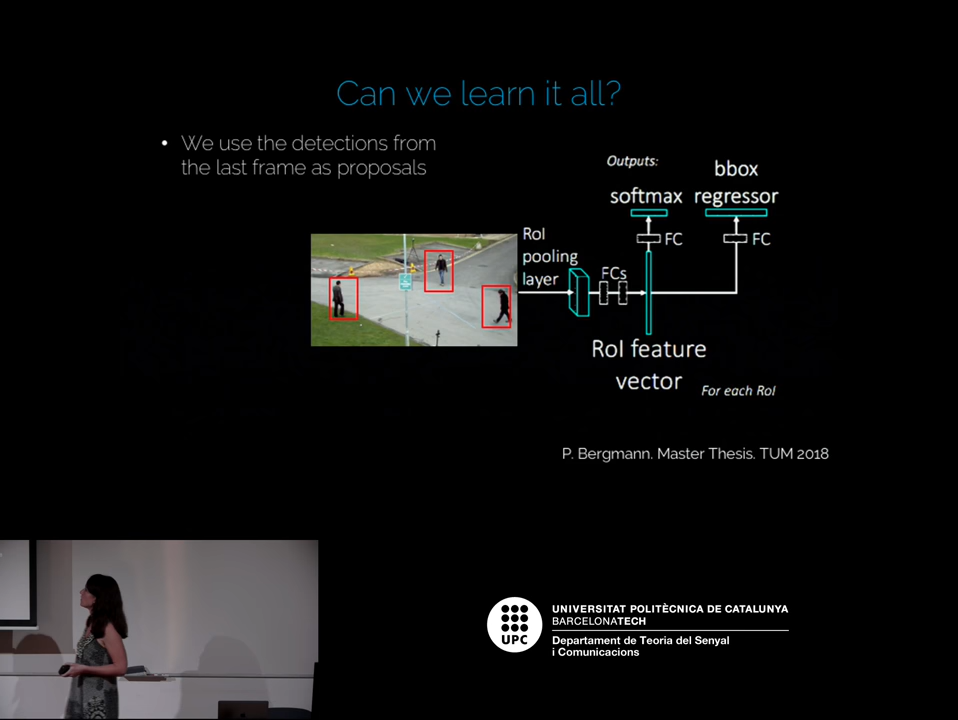 Can we learn it all?
• We use the detections from
the last frame as proposals
Outputs:
softmax
bbox
regressor
FC
FC
RoI
pooling
layer
FCs
RoI feature
vector
For each RoI
P. Bergmann. Master Thesis. TUM 2018
UPC
UNIVERSITAT POLITÈCNICA DE CATALUNYA
BARCELONATECH
Departament de Teoria del Senyal
i Comunicacions